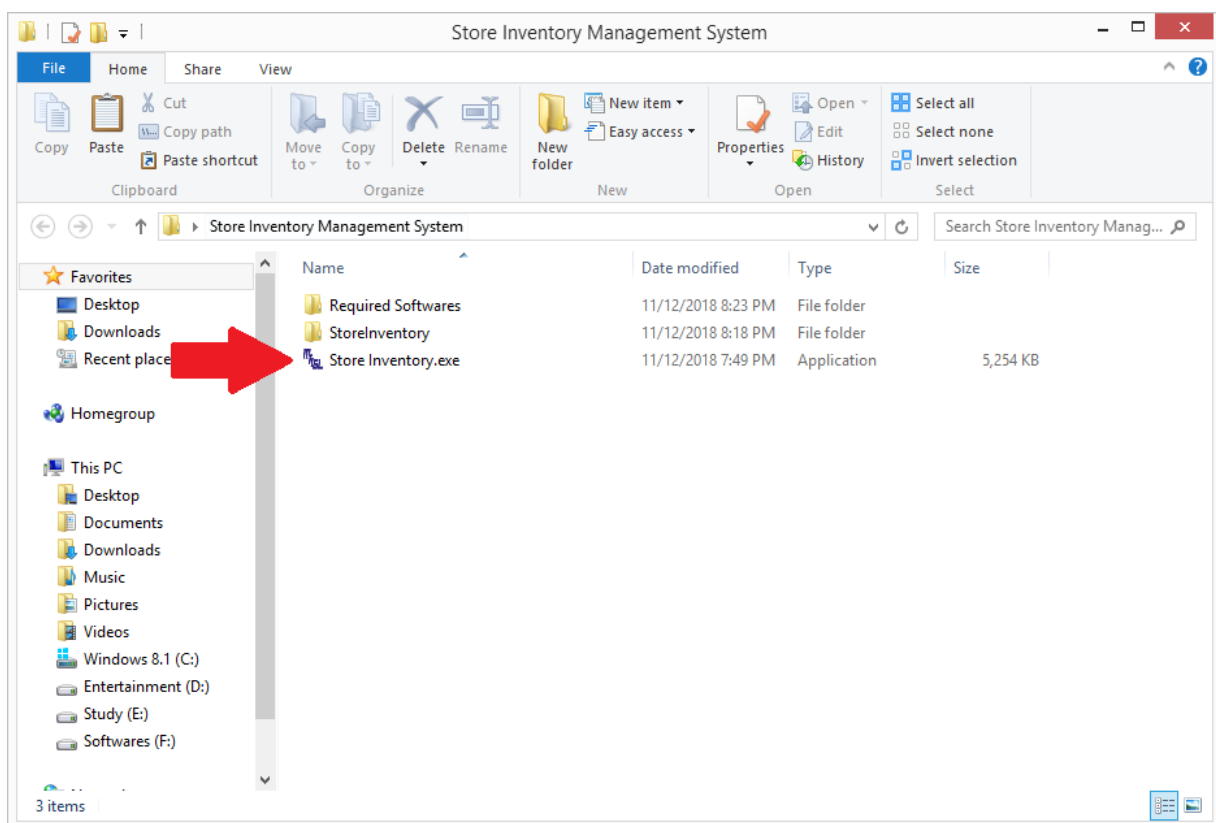 Store Inventory Management System
File Home Share View
Copy Paste Cut Copy path Paste shortcut
Clipboard
Move to Copy to Delete Rename
Organize
New folder New item Easy access
New
Properties Open Edit History
Open
Select all Select none Invert selection
Select
Store Inventory Management System Search Store Inventory Manag...
Favorites
Desktop
Downloads
Recent place
Homegroup
This PC
Desktop
Documents
Downloads
Music
Pictures
Videos
Windows 8.1 (C:)
Entertainment (D:)
Study (E:)
Softwares (F:)
Name Date modified Type Size
Required Softwares 11/12/2018 8:23 PM File folder
StoreInventory 11/12/2018 8:18 PM File folder
Store Inventory.exe 11/12/2018 7:49 PM Application 5,254 KB
3 items